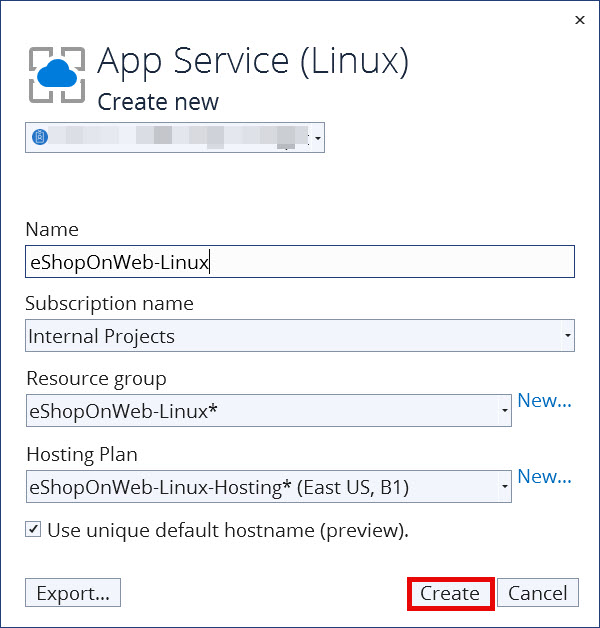 App Service (Linux)
Create new
Name
eShopOnWeb-Linux
Subscription name
Internal Projects
Resource group
eShopOnWeb-Linux*
New...
Hosting Plan
eShopOnWeb-Linux-Hosting* (East US, B1)
New...
Use unique default hostname (preview).
Export...
Create
Cancel